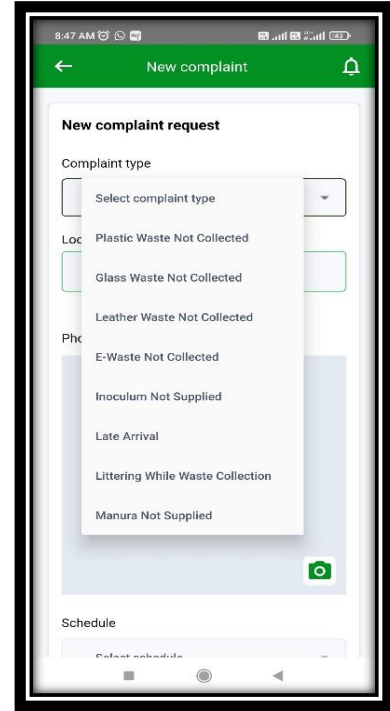 8:47 AM
New complaint
New complaint request
Complaint type
Select complaint type
Loc
Plastic Waste Not Collected
Glass Waste Not Collected
Leather Waste Not Collected
Pho
E-Waste Not Collected
Inoculum Not Supplied
Late Arrival
Littering While Waste Collection
Manura Not Supplied
Schedule
Select schedule